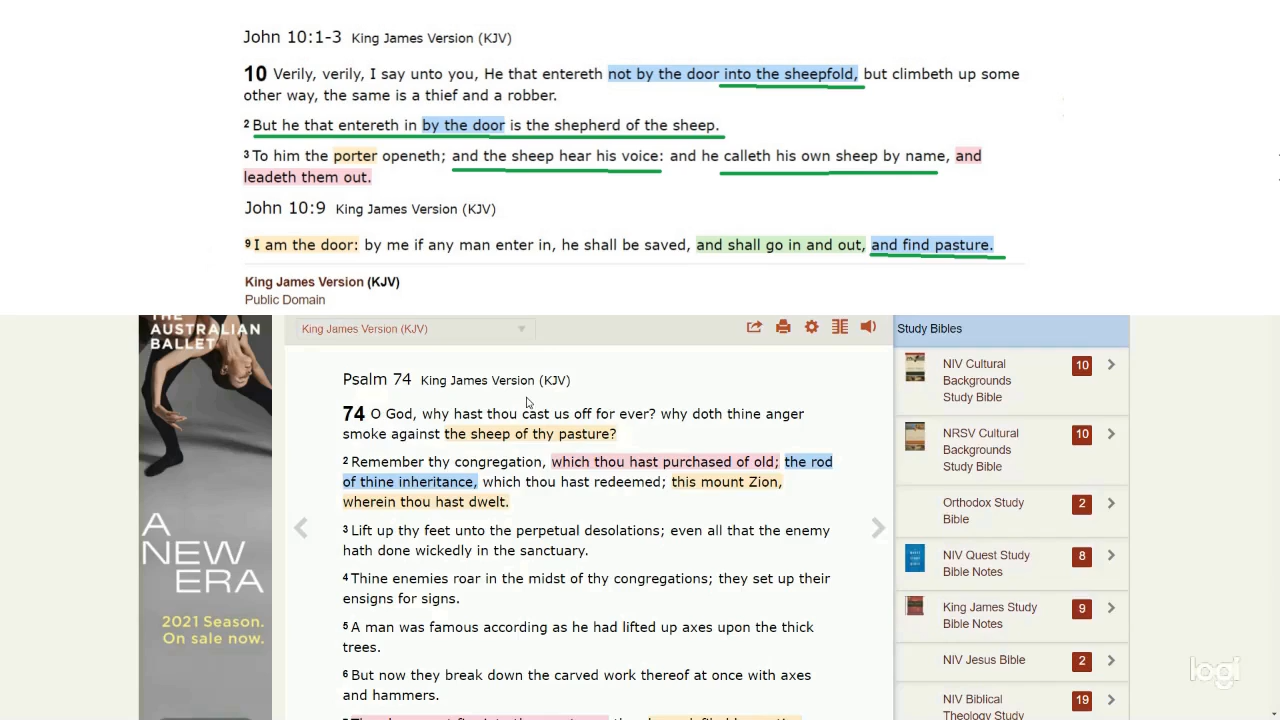 John 10:1-3 King James Version (KJV)
10 Verily, verily, I say unto you, He that entereth not by the door into the sheepfold, but climbeth up some
other way, the same is a thief and a robber.
2 But he that entereth in by the door is the shepherd of the sheep.
3 To him the porter openeth; and the sheep hear his voice: and he calleth his own sheep by name, and
leadeth them out.
John 10:9 King James Version (KJV)
9 I am the door: by me if any man enter in, he shall be saved, and shall go in and out, and find pasture.
King James Version (KJV)
Public Domain
THE
AUSTRALIAN
BALLET
A
NEW
ERA
2021 Season.
On sale now.
King James Version (KJV)
Psalm 74 King James Version (KJV)
74 O God, why hast thou cast us off for ever? why doth thine anger
smoke against the sheep of thy pasture?
2 Remember thy congregation, which thou hast purchased of old; the rod
of thine inheritance, which thou hast redeemed; this mount Zion,
wherein thou hast dwelt.
3 Lift up thy feet unto the perpetual desolations; even all that the enemy
hath done wickedly in the sanctuary.
4 Thine enemies roar in the midst of thy congregations; they set up their
ensigns for signs.
5 A man was famous according as he had lifted up axes upon the thick
trees.
6 But now they break down the carved work thereof at once with axes
and hammers.
Study Bibles
NIV Cultural 10
Backgrounds
Study Bible
NRSV Cultural 10
Backgrounds
Study Bible
Orthodox Study 2
Bible
NIV Quest Study 8
Bible Notes
King James Study 9
Bible Notes
NIV Jesus Bible 2
NIV Biblical 19
Theology Study
logi